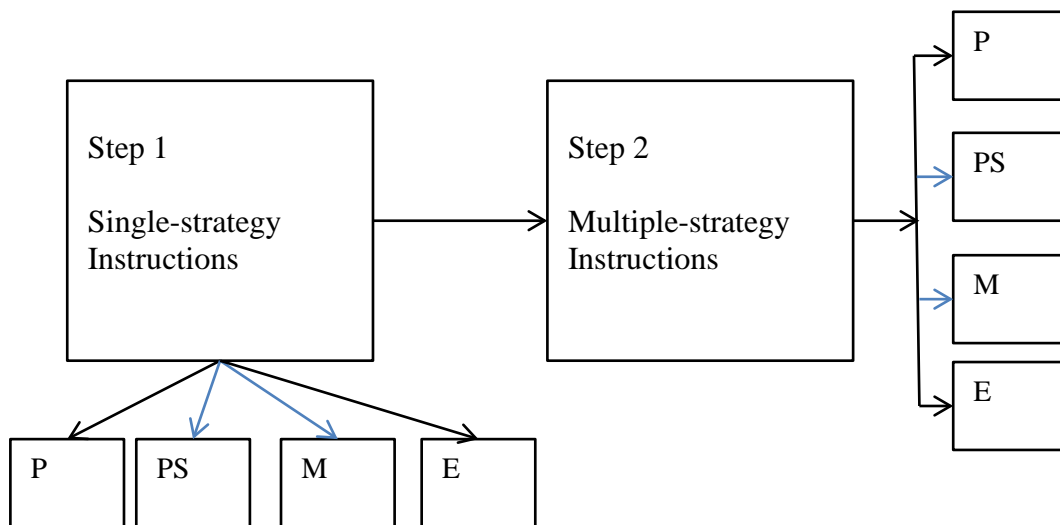 Step 1
Single-strategy
Instructions
Step 2
Multiple-strategy
Instructions
P
PS
M
E
P
PS
M
E